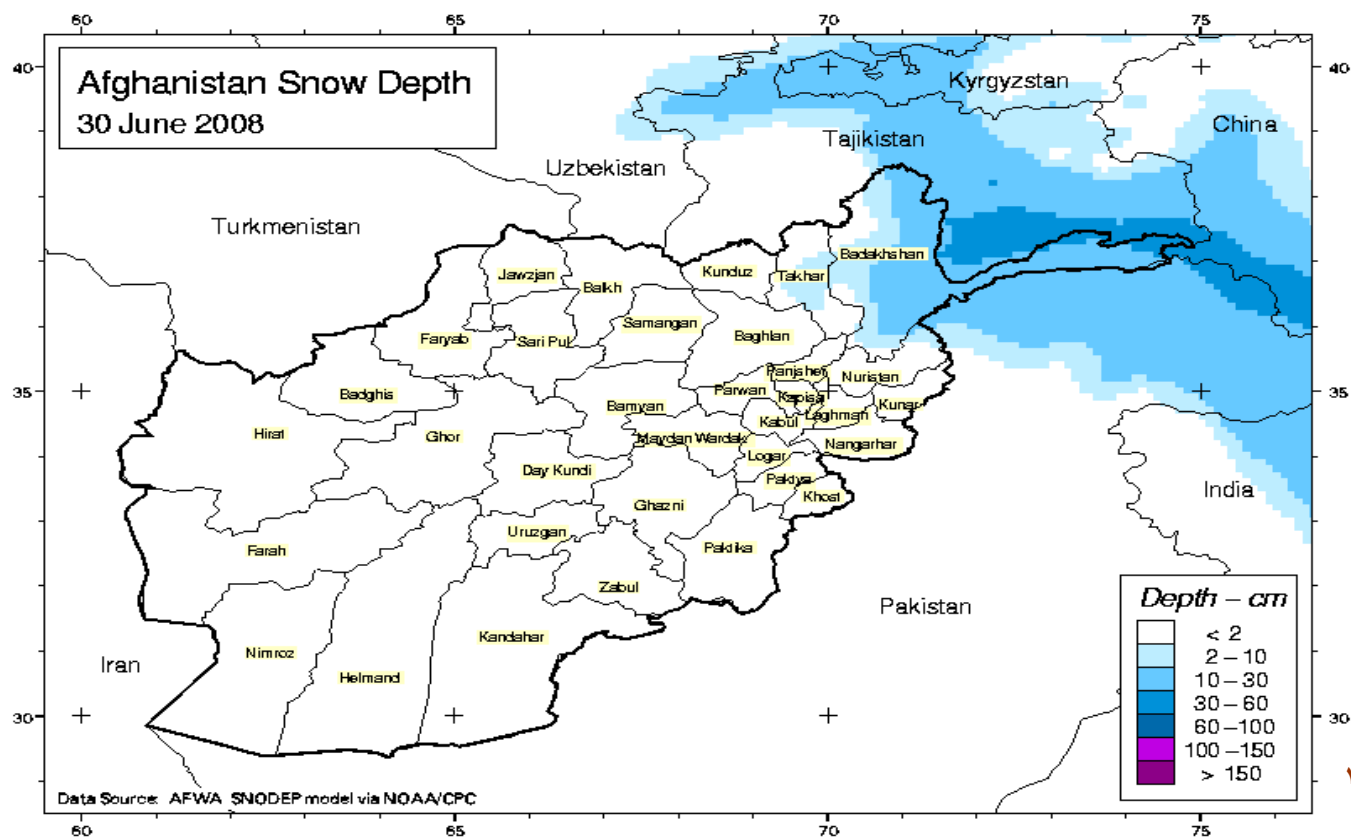 60 65 70 75
Afghanistan Snow Depth
30 June 2008
40 40
Kyrgyzstan
China
Tajikistan
Uzbekistan
Turkmenistan
Badakhshan
Jawzjan
Kunduz
Takhar
Balkh
Samangan
Faryab
Sari Pul
Baghlan
Panjsher
Nuristan
35 35
Badghis
Parwan
Kapisa
Kunar
Bamyan
Laghman
Kabul
Hirat
Ghor
Maydan Wardak
Nangarhar
Logar
Day Kundi
Paktya
Khost
India
Ghazni
Uruzgan
Farah
Paktika
Zabul
Pakistan
Kandahar
Iran
Nimroz
Helmand
30 30
Depth – cm
< 2
2 – 10
10 – 30
30 – 60
60 – 100
100 – 150
> 150
Data Source: AFWA SNODEP model via NOAA/CPC
60 65 70 75